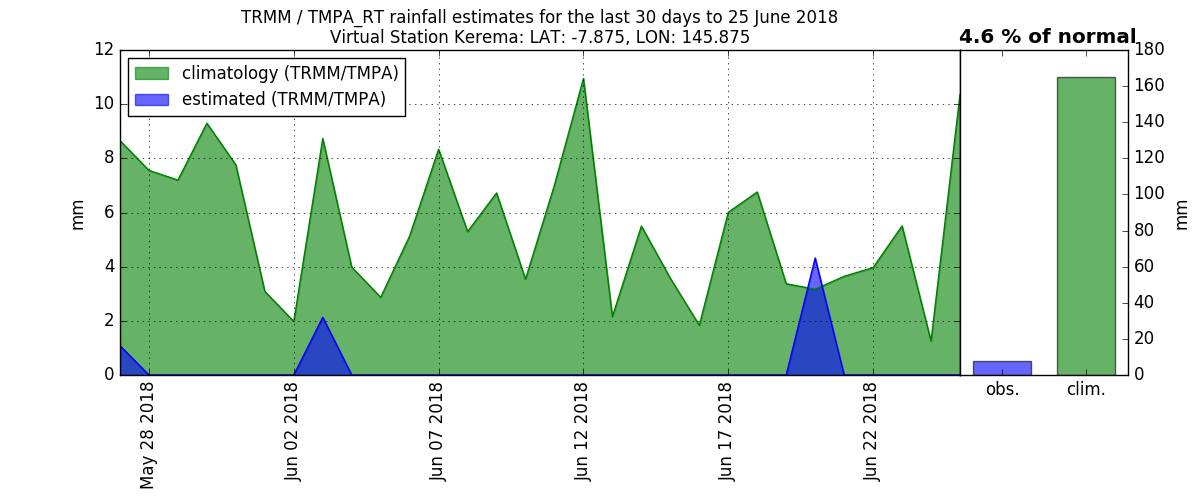 TRMM / TMPA_RT rainfall estimates for the last 30 days to 25 June 2018
Virtual Station Kerema: LAT: -7.875, LON: 145.875
4.6 % of normal
climatology (TRMM/TMPA)
estimated (TRMM/TMPA)
12
10
8
6
4
2
0
mm
180
160
140
120
100
80
60
40
20
0
mm
May 28 2018
Jun 02 2018
Jun 07 2018
Jun 12 2018
Jun 17 2018
Jun 22 2018
obs.
clim.